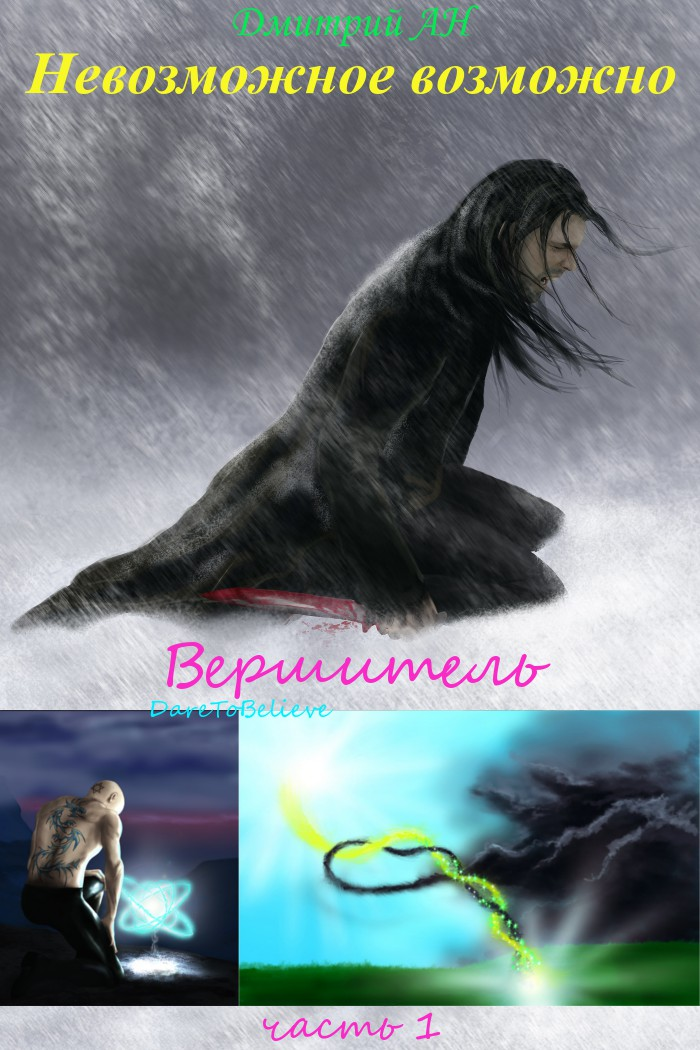 Дмитрий АН
Невозможное возможно
Вершитель
DareToBelieve
часть 1